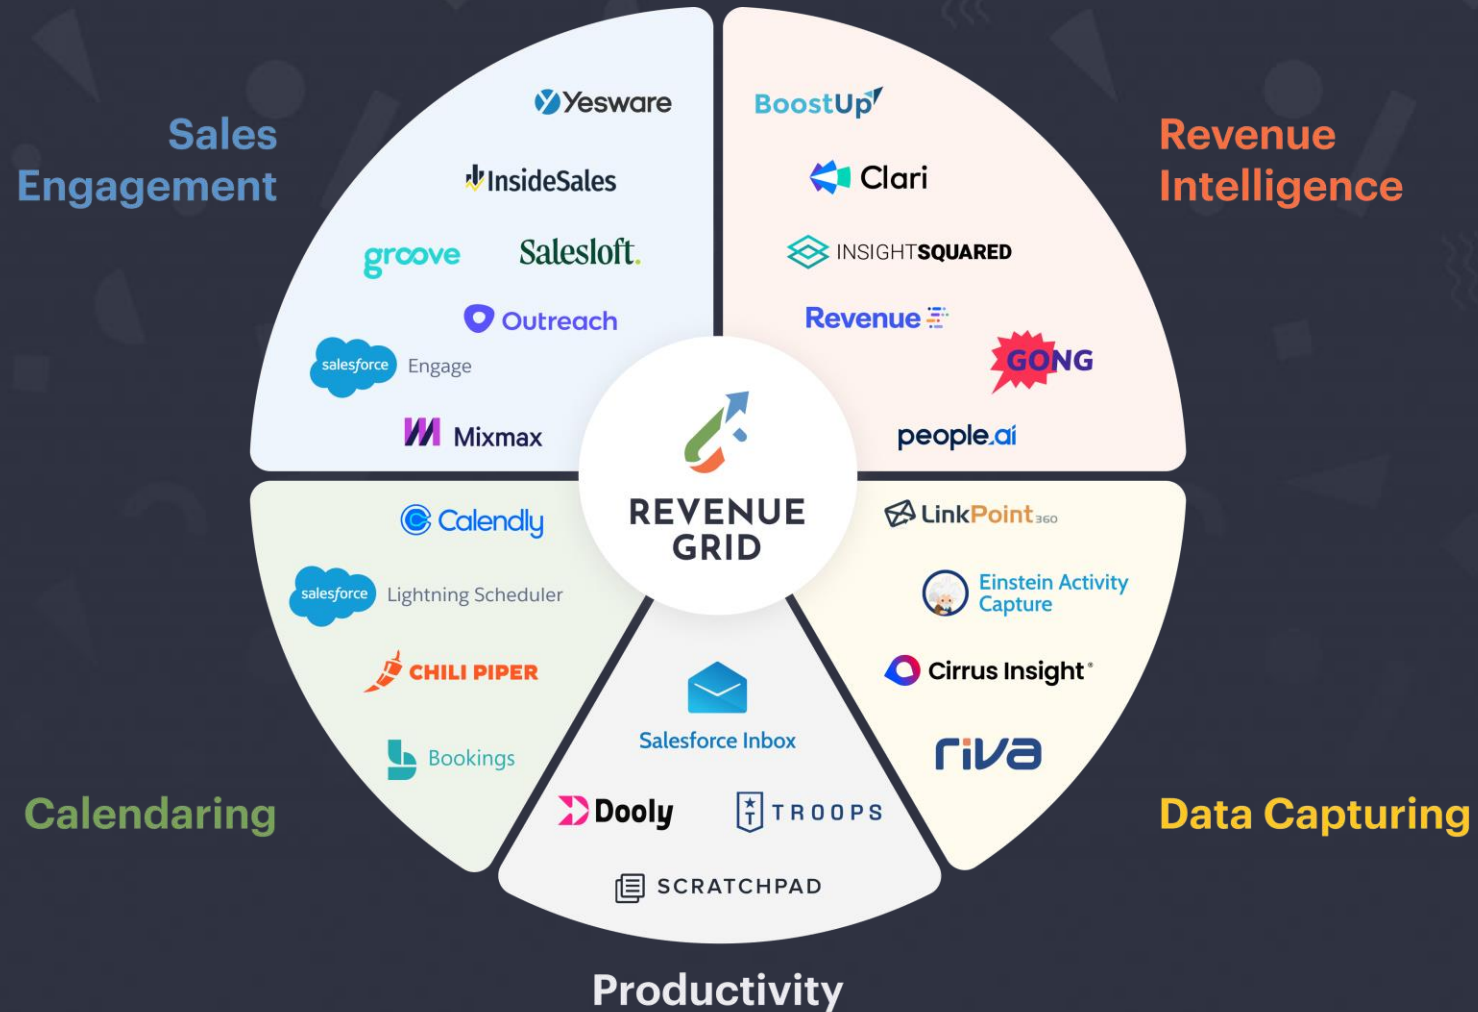 Sales
Engagement
Yesware
InsideSales
groove
Salesloft.
Outreach
salesforce Engage
Mixmax
Revenue
Intelligence
BoostUp
Clari
INSIGHTSQUARED
Revenue
GONG
people.ai
REVENUE
GRID
Calendaring
Calendly
salesforce Lightning Scheduler
CHILI PIPER
Bookings
Productivity
Salesforce Inbox
Dooly
TROOPS
SCRATCHPAD
Data Capturing
LinkPoint360
Einstein Activity
Capture
Cirrus Insight®
riva